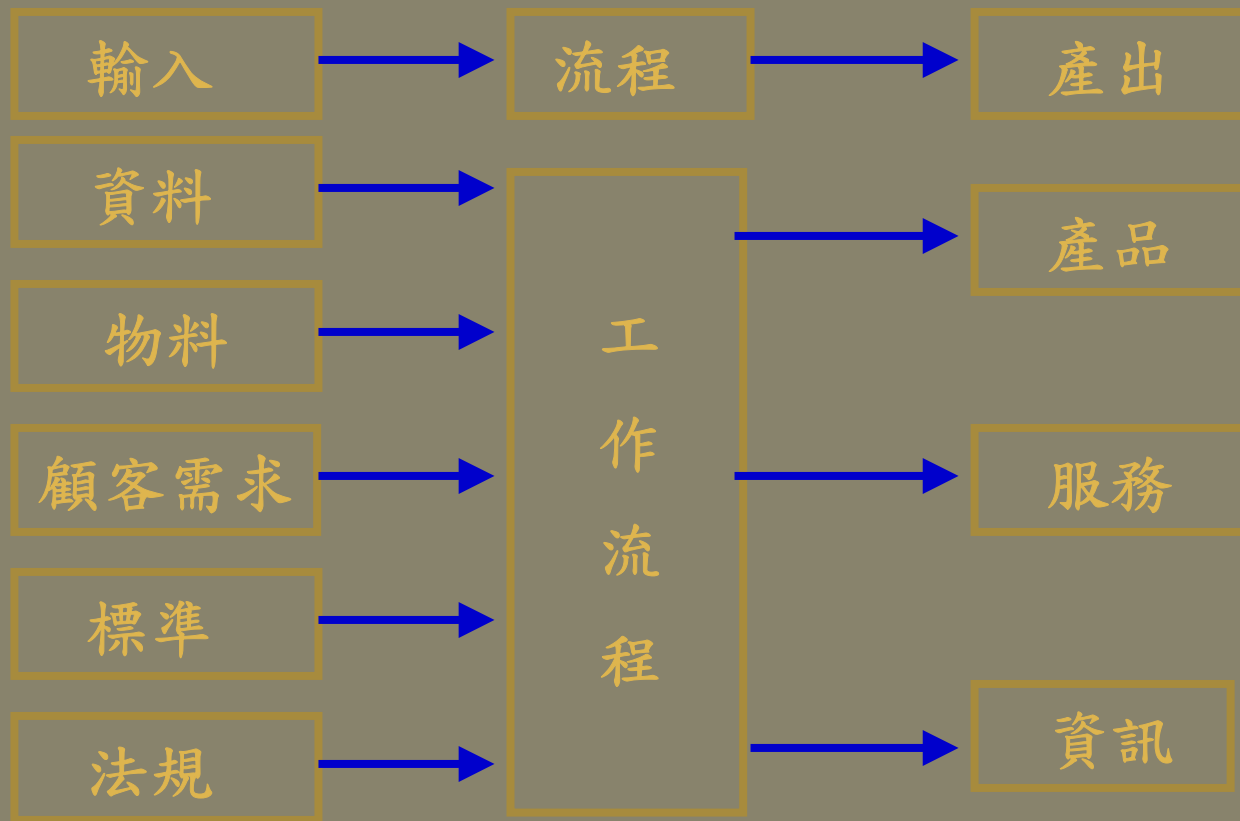 輸入
流程
產出
資料
物料
顧客需求
標準
法規
工作流程
產品
服務
資訊